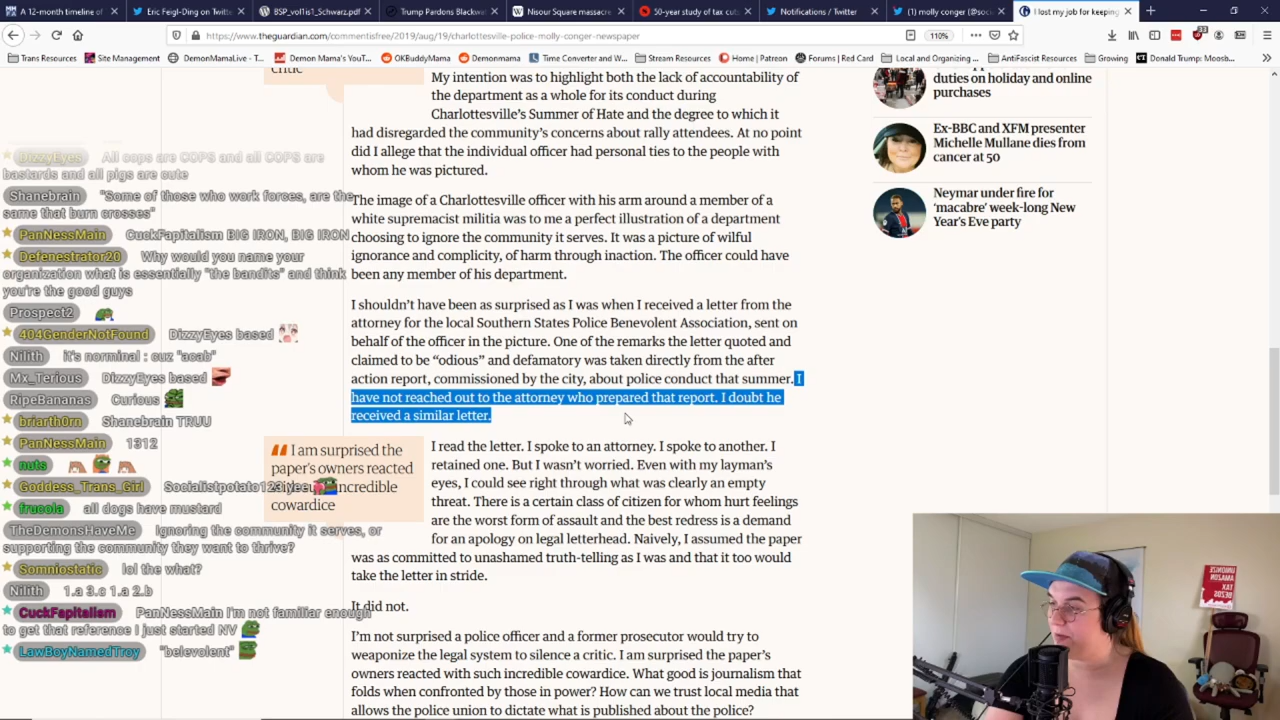 A 12-month timeline of
Eric Feigl-Ding on Twitt
BSP_vol1is1_Schwarz.pdf
Trump Pardons Blackwa
Nisour Square massacre
50-year study of tax cut
Notifications / Twitter
(1) molly conger (@soci
I lost my job for keeping
https://www.theguardian.com/commentisfree/2019/aug/19/charlottesville-police-molly-conger-newspaper
110%
Trans Resources
Site Management
DemonMamaLive - T...
Demon Mama's YouT...
OKBuddyMama
Demonmama
Time Converter and W...
Stream Resources
Home | Patreon
Forums | Red Card
Local and Organizing ...
AntiFascist Resources
Growing
Donald Trump: Moosb...
critic
My intention was to highlight both the lack of accountability of
the department as a whole for its conduct during
Charlottesville's Summer of Hate and the degree to which it
had disregarded the community's concerns about rally attendees. At no point
did I allege that the individual officer had personal ties to the people with
whom he was pictured.
The image of a Charlottesville officer with his arm around a member of a
white supremacist militia was to me a perfect illustration of a department
choosing to ignore the community it serves. It was a picture of wilful
ignorance and complicity, of harm through inaction. The officer could have
been any member of his department.
I shouldn't have been as surprised as I was when I received a letter from the
attorney for the local Southern States Police Benevolent Association, sent on
behalf of the officer in the picture. One of the remarks the letter quoted and
claimed to be "odious" and defamatory was taken directly from the after
action report, commissioned by the city, about police conduct that summer. I
have not reached out to the attorney who prepared that report. I doubt he
received a similar letter.
I am surprised the
paper's owners reacted
incredible
cowardice
I read the letter. I spoke to an attorney. I spoke to another. I
retained one. But I wasn't worried. Even with my layman's
eyes, I could see right through what was clearly an empty
threat. There is a certain class of citizen for whom hurt feelings
are the worst form of assault and the best redress is a demand
for an apology on legal letterhead. Naively, I assumed the paper
was as committed to unashamed truth-telling as I was and that it too would
take the letter in stride.
It did not.
I'm not surprised a police officer and a former prosecutor would try to
weaponize the legal system to silence a critic. I am surprised the paper's
owners reacted with such incredible cowardice. What good is journalism that
folds when confronted by those in power? How can we trust local media that
allows the police union to dictate what is published about the police?
duties on holiday and online
purchases
Ex-BBC and XFM presenter
Michelle Mullane dies from
cancer at 50
Neymar under fire for
'macabre' week-long New
Year's Eve party
DizzyEyes All cops are COPS and all COPS are
bastards and all pigs are cute
Shanebrain "Some of those who work forces, are the
same that burn crosses"
PanNessMain CuckFapitalism BIG IRON, BIG IRON
Defenestrator20 Why would you name your
organization what is essentially "the bandits" and think
you're the good guys
Prospect2
404GenderNotFound DizzyEyes based
Nilith it's norminal : cuz "acab"
Mx_Terious DizzyEyes based
RipeBananas Curious
briarth0rn Shanebrain TRUU
PanNessMain 1312
nuts
Goddess_Trans_Girl Socialistpotato123 yee
frucola all dogs have mustard
TheDemonsHaveMe Ignoring the community it serves, or
supporting the community they want to thrive?
Somniostatic lol the what?
Nilith 1.a 3.c 1.a 2.b
CuckFapitalism PanNessMain I'm not familiar enough
to get that reference I just started NV
LawBoyNamedTroy "belevolent"